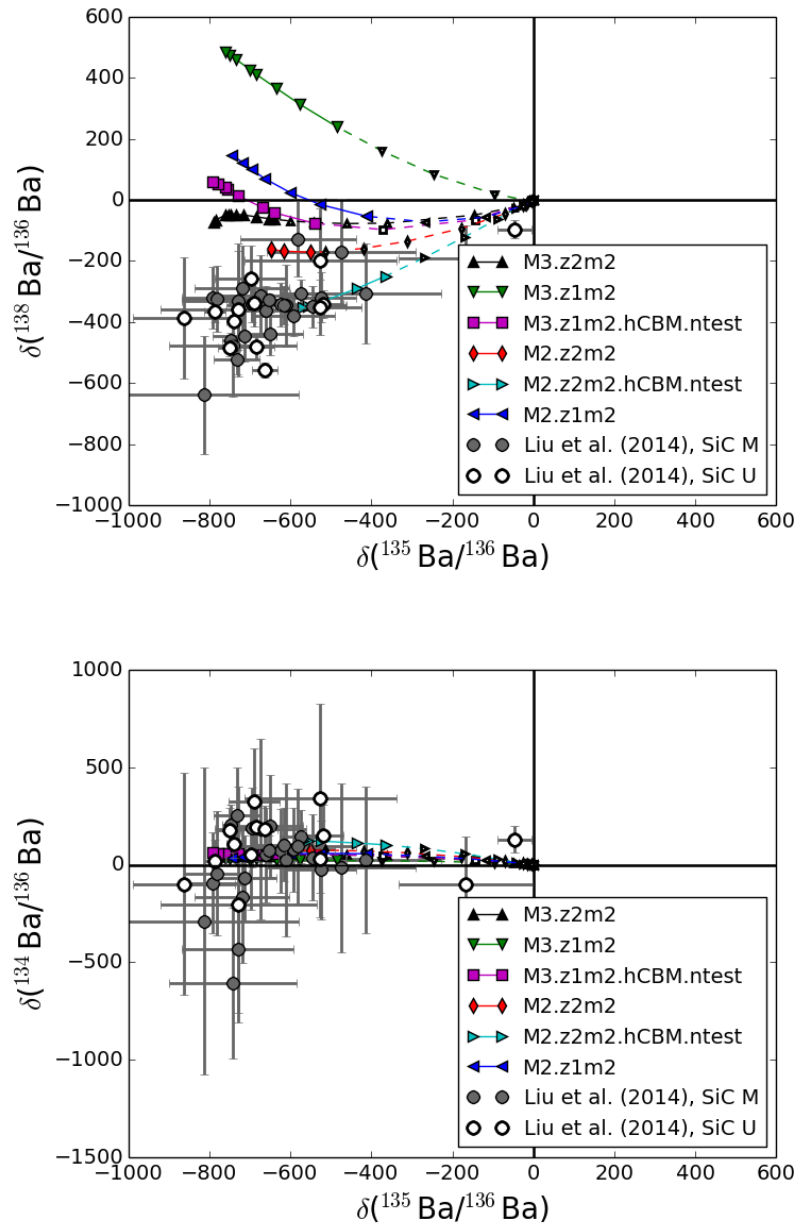 600
400
200
0
−200
−400
−600
−800
−1000
δ(¹³⁸Ba/¹³⁶Ba)
M3.z2m2
M3.z1m2
M3.z1m2.hCBM.ntest
M2.z2m2
M2.z2m2.hCBM.ntest
M2.z1m2
Liu et al. (2014), SiC M
Liu et al. (2014), SiC U
−1000 −800 −600 −400 −200 0 200 400 600
δ(¹³⁵Ba/¹³⁶Ba)
1000
500
0
−500
−1000
−1500
δ(¹³⁴Ba/¹³⁶Ba)
M3.z2m2
M3.z1m2
M3.z1m2.hCBM.ntest
M2.z2m2
M2.z2m2.hCBM.ntest
M2.z1m2
Liu et al. (2014), SiC M
Liu et al. (2014), SiC U
−1000 −800 −600 −400 −200 0 200 400 600
δ(¹³⁵Ba/¹³⁶Ba)